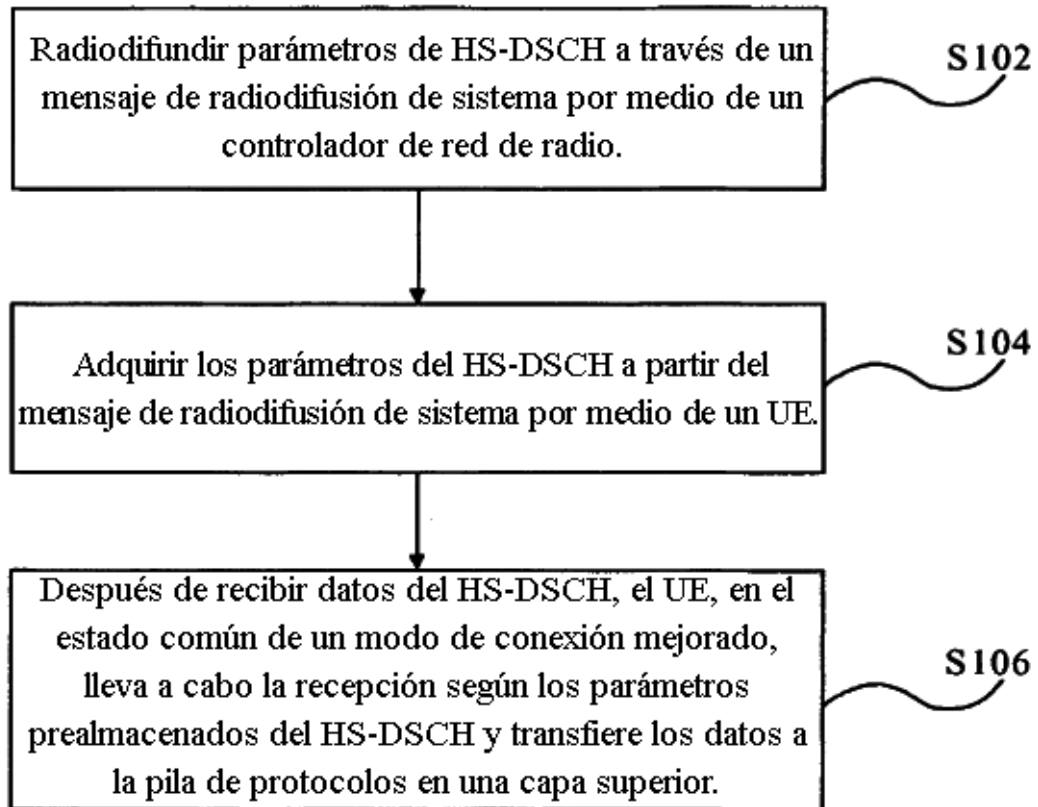 Radiodifundir parámetros de HS-DSCH a través de un
mensaje de radiodifusión de sistema por medio de un
controlador de red de radio.
S102
Adquirir los parámetros del HS-DSCH a partir del
mensaje de radiodifusión de sistema por medio de un UE.
S104
Después de recibir datos del HS-DSCH, el UE, en el
estado común de un modo de conexión mejorado,
lleva a cabo la recepción según los parámetros
prealmacenados del HS-DSCH y transfiere los datos a
la pila de protocolos en una capa superior.
S106